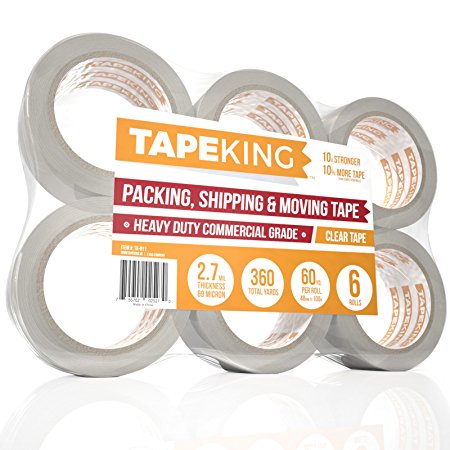 TAPEKING
10% STRONGER
10% MORE TAPE
PACKING, SHIPPING & MOVING TAPE
• HEAVY DUTY COMMERCIAL GRADE •
CLEAR TAPE
2.7 MIL
THICKNESS
69 MICRON
360
TOTAL YARDS
60 YDS
PER ROLL
6
ROLLS